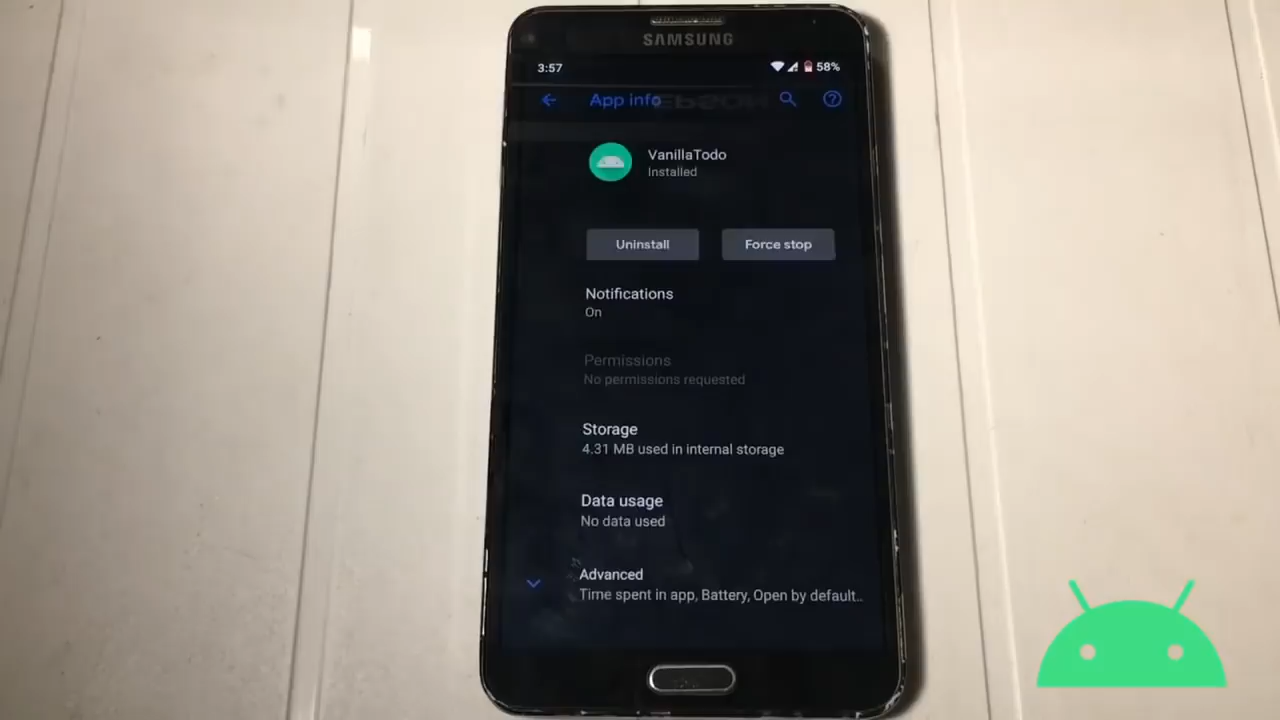 SAMSUNG
3:57
58%
App info
VanillaTodo
Installed
Uninstall
Force stop
Notifications
On
Permissions
No permissions requested
Storage
4.31 MB used in internal storage
Data usage
No data used
Advanced
Time spent in app, Battery, Open by default..